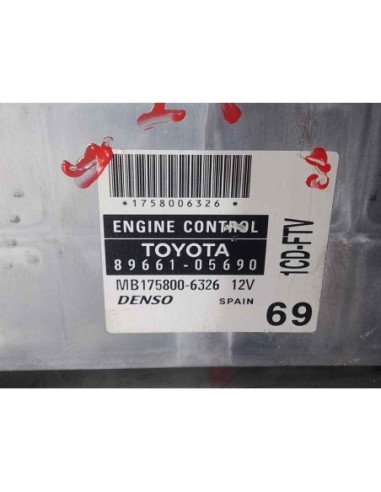 *1758006326*
ENGINE CONTROL
TOYOTA
89661-05690
MB175800-6326 12V
DENSO SPAIN
1CD-FTV
69